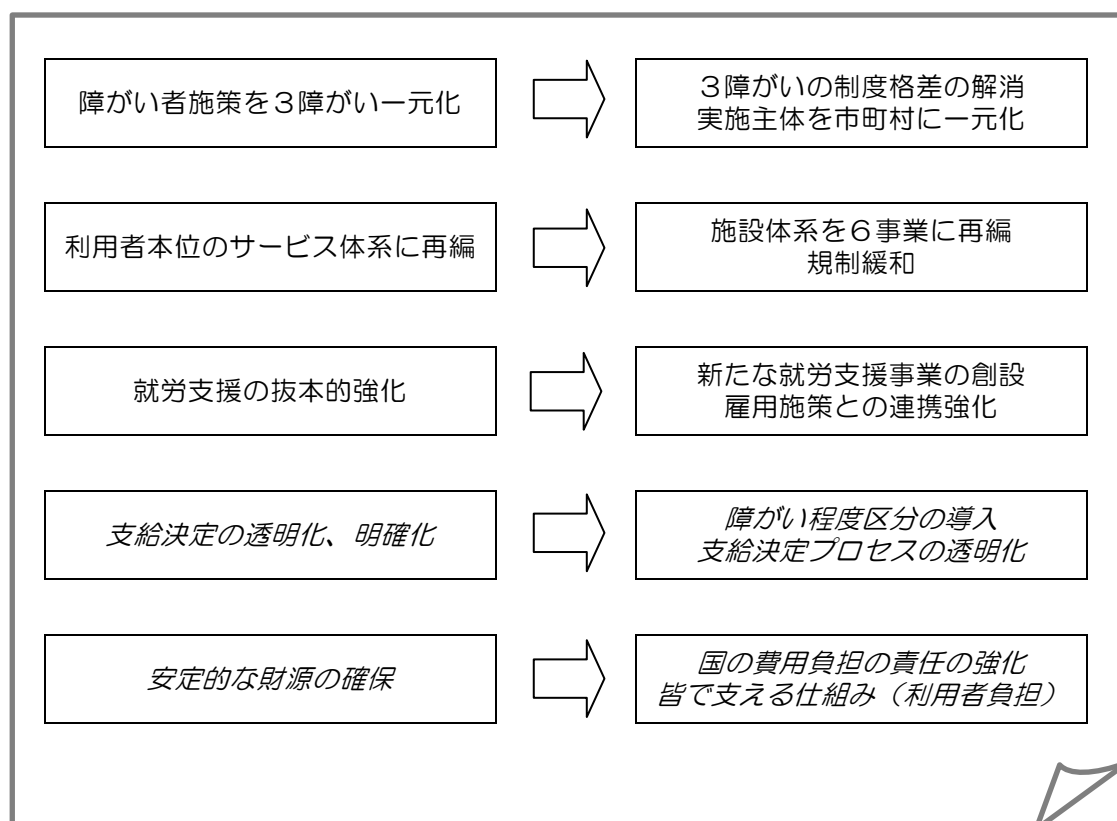 障がい者施策を３障がい一元化
３障がいの制度格差の解消
実施主体を市町村に一元化
利用者本位のサービス体系に再編
施設体系を６事業に再編
規制緩和
就労支援の抜本的強化
新たな就労支援事業の創設
雇用施策との連携強化
支給決定の透明化、明確化
障がい程度区分の導入
支給決定プロセスの透明化
安定的な財源の確保
国の費用負担の責任の強化
皆で支える仕組み（利用者負担）